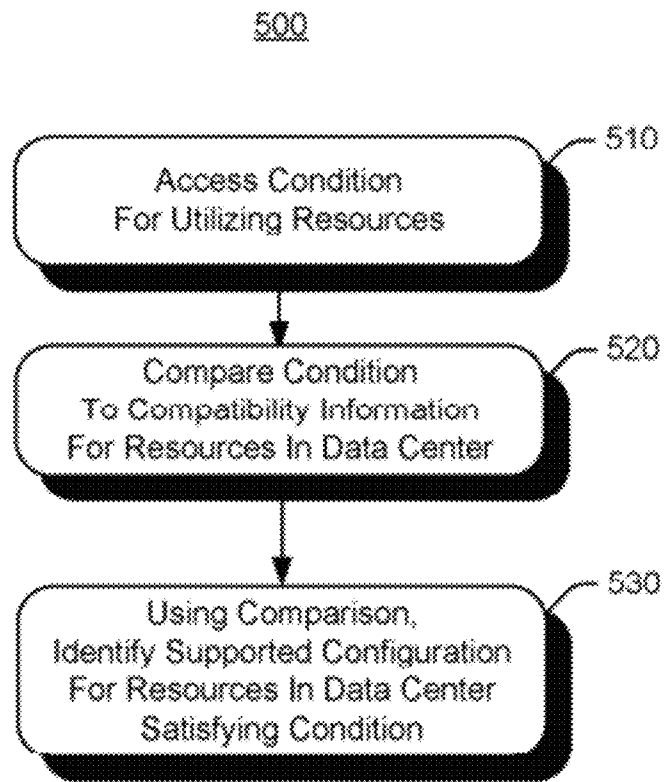 500
510
Access Condition
For Utilizing Resources
520
Compare Condition
To Compatibility Information
For Resources In Data Center
530
Using Comparison,
Identify Supported Configuration
For Resources In Data Center
Satisfying Condition